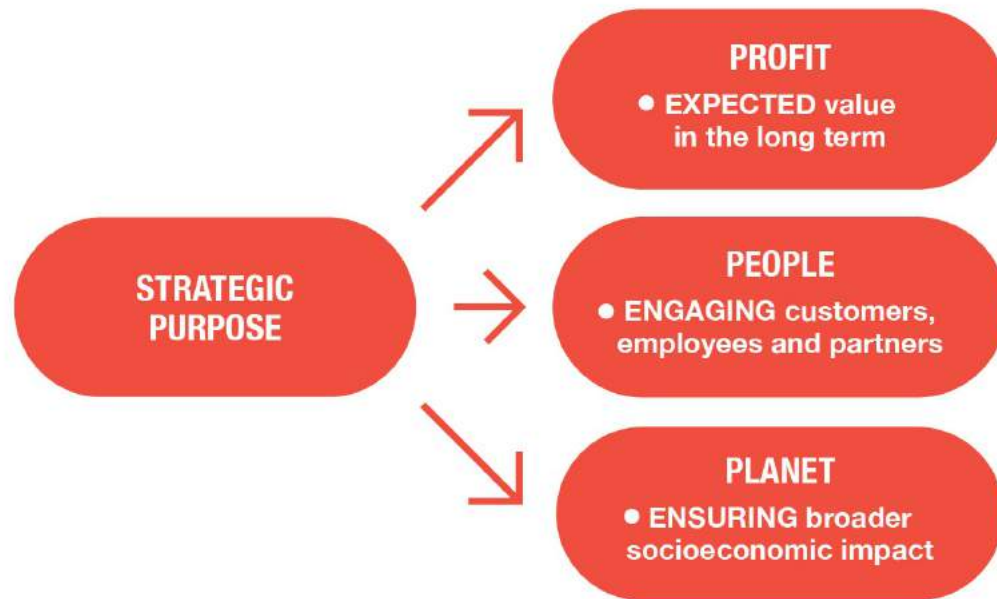 STRATEGIC
PURPOSE
PROFIT
● EXPECTED value
in the long term
PEOPLE
● ENGAGING customers,
employees and partners
PLANET
● ENSURING broader
socioeconomic impact